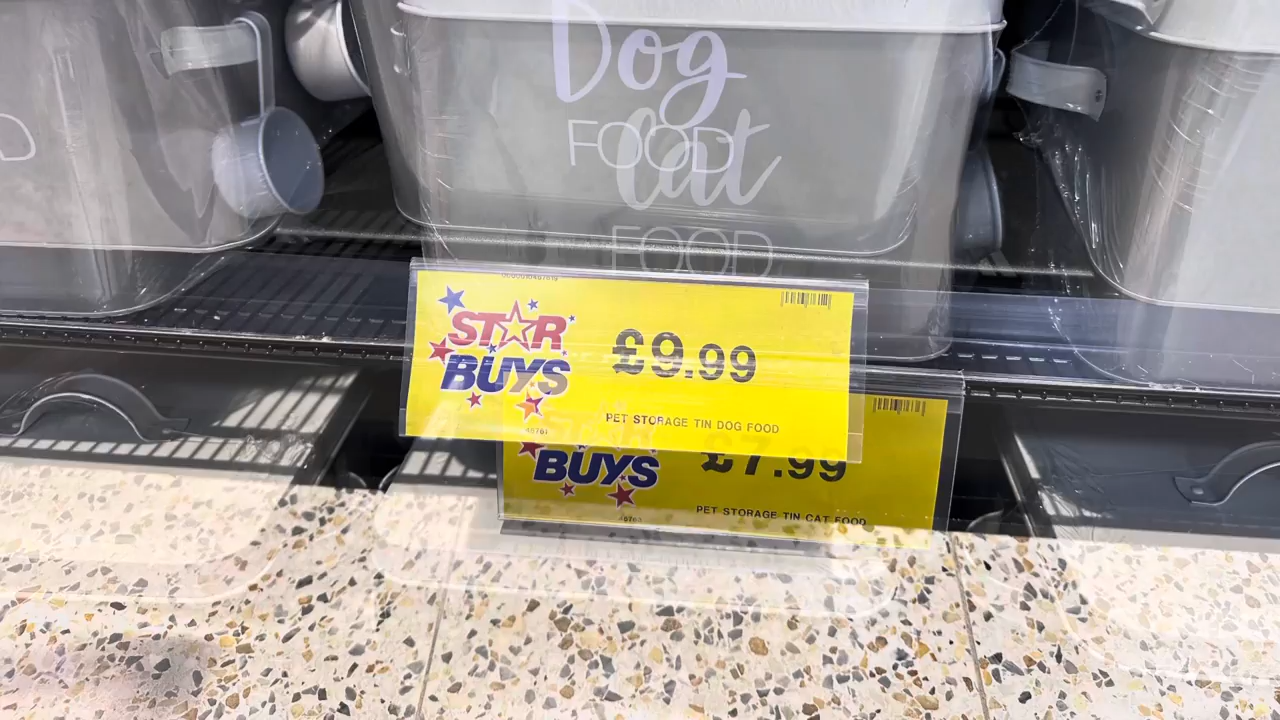 Dog
FOOD
Cat
FOOD
STAR
BUYS
£9.99
PET STORAGE TIN DOG FOOD
BUYS
£7.99
PET STORAGE TIN CAT FOOD